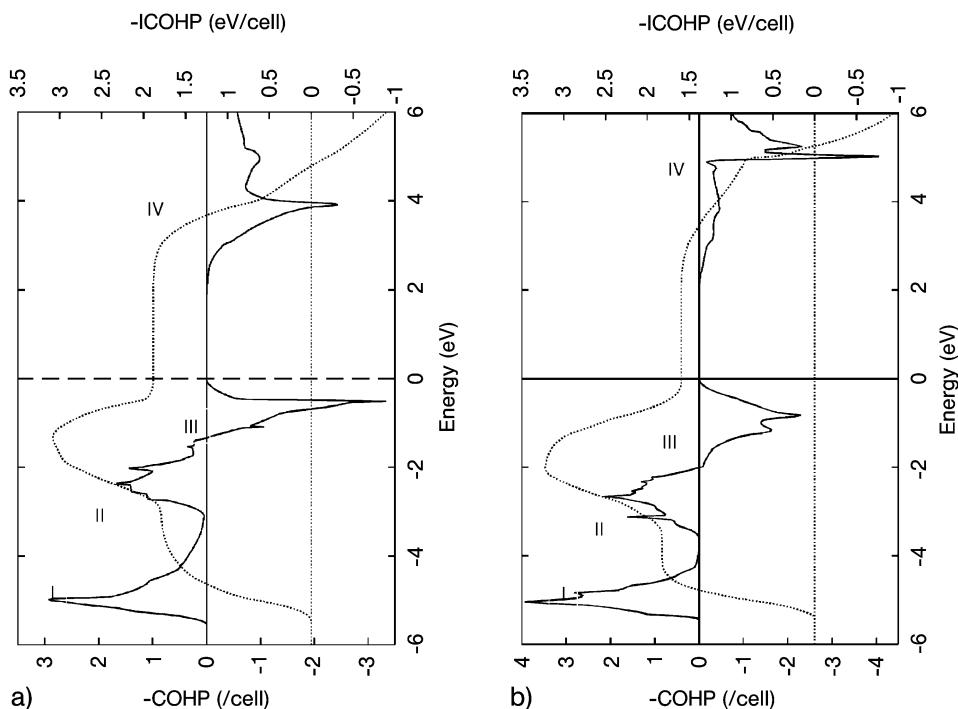 -ICOHP (eV/cell)
3.5 3 2.5 2 1.5 1 0.5 0 -0.5 -1
6
4
2
0
-2
-4
-6
Energy (eV)
IV
III
II
I
3 2 1 0 -1 -2 -3
-COHP (/cell)
a)
-ICOHP (eV/cell)
3.5 3 2.5 2 1.5 1 0.5 0 -0.5 -1
6
4
2
0
-2
-4
-6
Energy (eV)
IV
III
II
I
4 3 2 1 0 -1 -2 -3 -4
-COHP (/cell)
b)